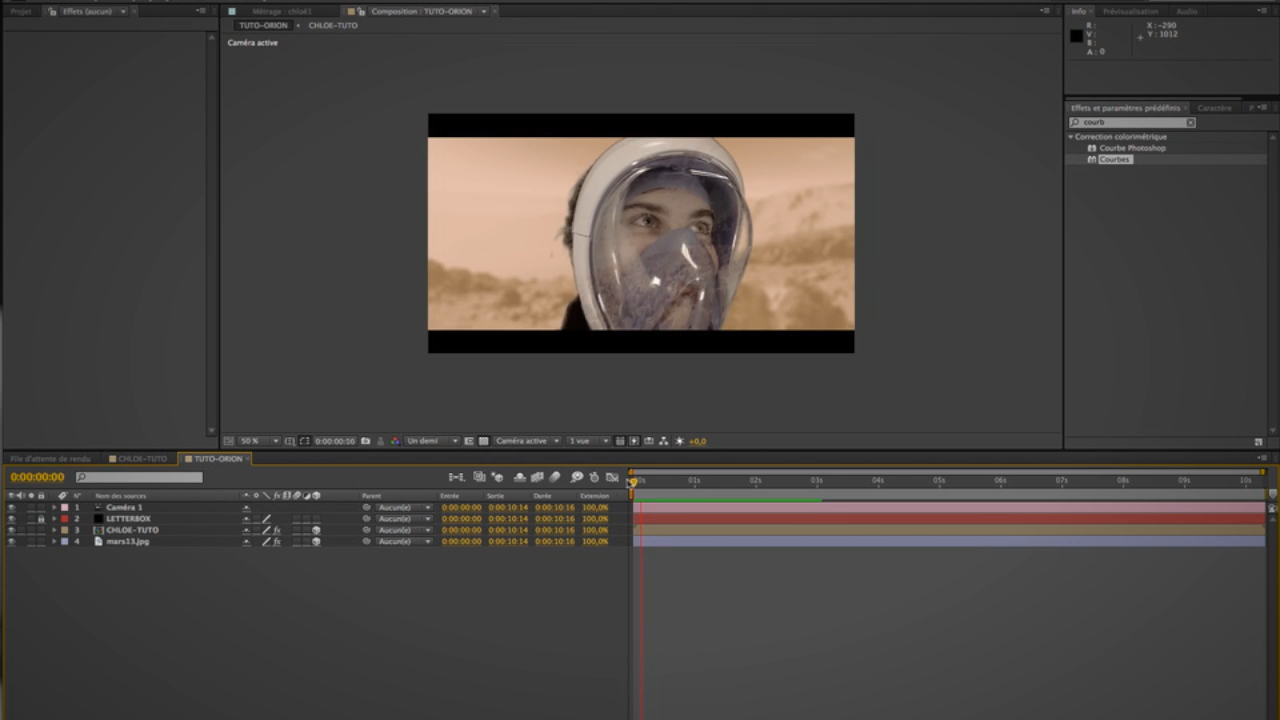 Projet Effets (aucun)
Métrage : chloé1 Composition : TUTO-ORION
TUTO-ORION CHLOE-TUTO
Caméra active
Info Prévisualisation Audio
R :
V :
B :
A : 0
X : -290
Y : 1012
Effets et paramètres prédéfinis Caractère P
courb
Correction colorimétrique
Courbe Photoshop
Courbes
50 % 0:00:00:16 Un demi Caméra active 1 vue +0,0
File d'attente de rendu CHLOE-TUTO TUTO-ORION
0:00:00:00
00s 01s 02s 03s 04s 05s 06s 07s 08s 09s 10s
N° Nom des sources Parent Entrée Sortie Durée Extension
1 Caméra 1 Aucun(e) 0:00:00:00 0:00:10:14 0:00:10:16 100,0%
2 LETTERBOX Aucun(e) 0:00:00:00 0:00:10:14 0:00:10:16 100,0%
3 CHLOE-TUTO fx Aucun(e) 0:00:00:00 0:00:10:14 0:00:10:16 100,0%
4 mars13.jpg fx Aucun(e) 0:00:00:00 0:00:10:14 0:00:10:16 100,0%